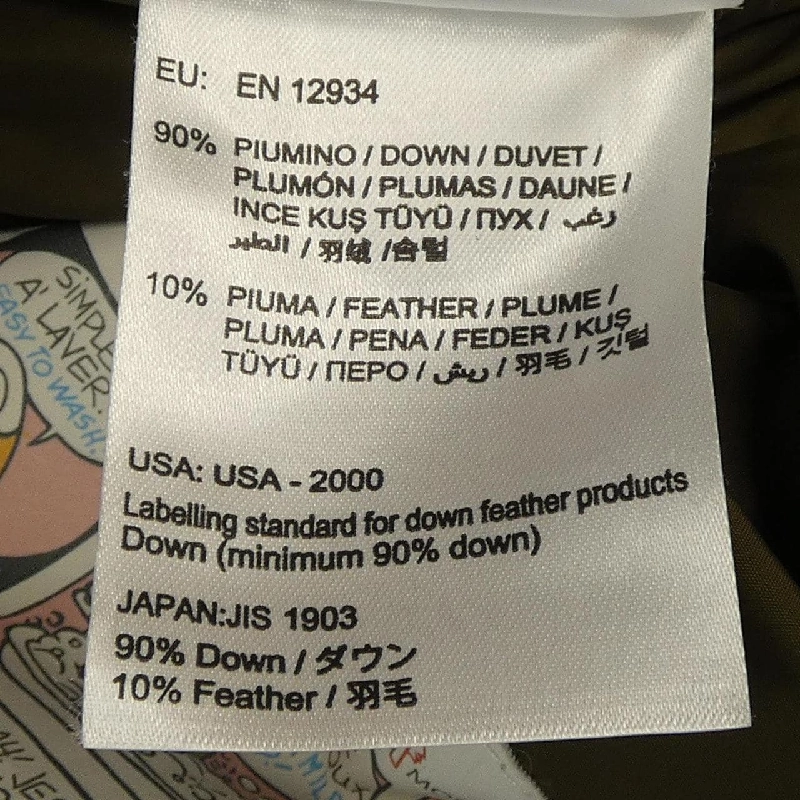 EU: EN 12934
90% PIUMINO / DOWN / DUVET /
PLUMÓN / PLUMAS / DAUNE /
INCE KUŞ TÜYÜ / ПУХ / زغب
الطير / 羽绒 / 솜털
10% PIUMA / FEATHER / PLUME /
PLUMA / PENA / FEDER / KUŞ
TÜYÜ / ПЕРО / ريش / 羽毛 / 깃털
USA: USA - 2000
Labelling standard for down feather products
Down (minimum 90% down)
JAPAN:JIS 1903
90% Down / ダウン
10% Feather / 羽毛
SIMPLE
A' LAVER.
EASY TO WASH.